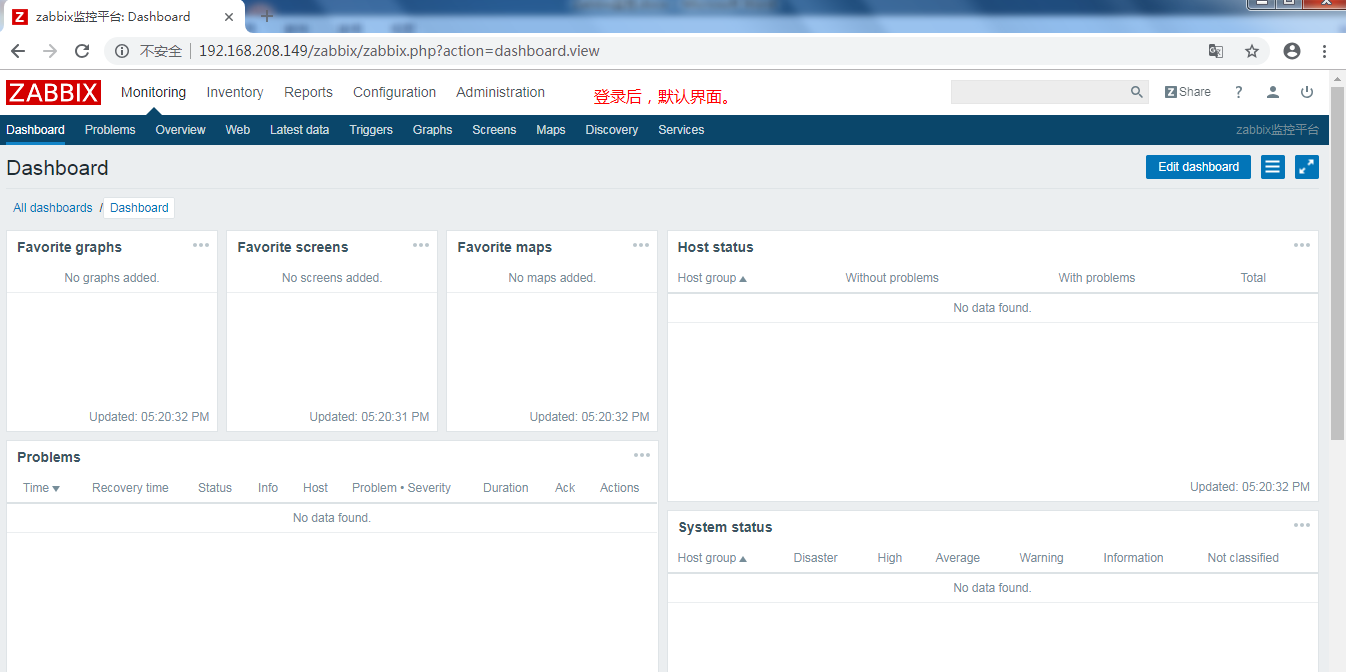 zabbix监控平台: Dashboard
不安全 192.168.208.149/zabbix/zabbix.php?action=dashboard.view
ZABBIX Monitoring Inventory Reports Configuration Administration 登录后，默认界面。 Z Share ?
Dashboard Problems Overview Web Latest data Triggers Graphs Screens Maps Discovery Services zabbix监控平台
Dashboard Edit dashboard
All dashboards / Dashboard
Favorite graphs
No graphs added.
Updated: 05:20:32 PM
Favorite screens
No screens added.
Updated: 05:20:31 PM
Favorite maps
No maps added.
Updated: 05:20:32 PM
Host status
Host group Without problems With problems Total
No data found.
Updated: 05:20:32 PM
Problems
Time Recovery time Status Info Host Problem • Severity Duration Ack Actions
No data found.
System status
Host group Disaster High Average Warning Information Not classified
No data found.